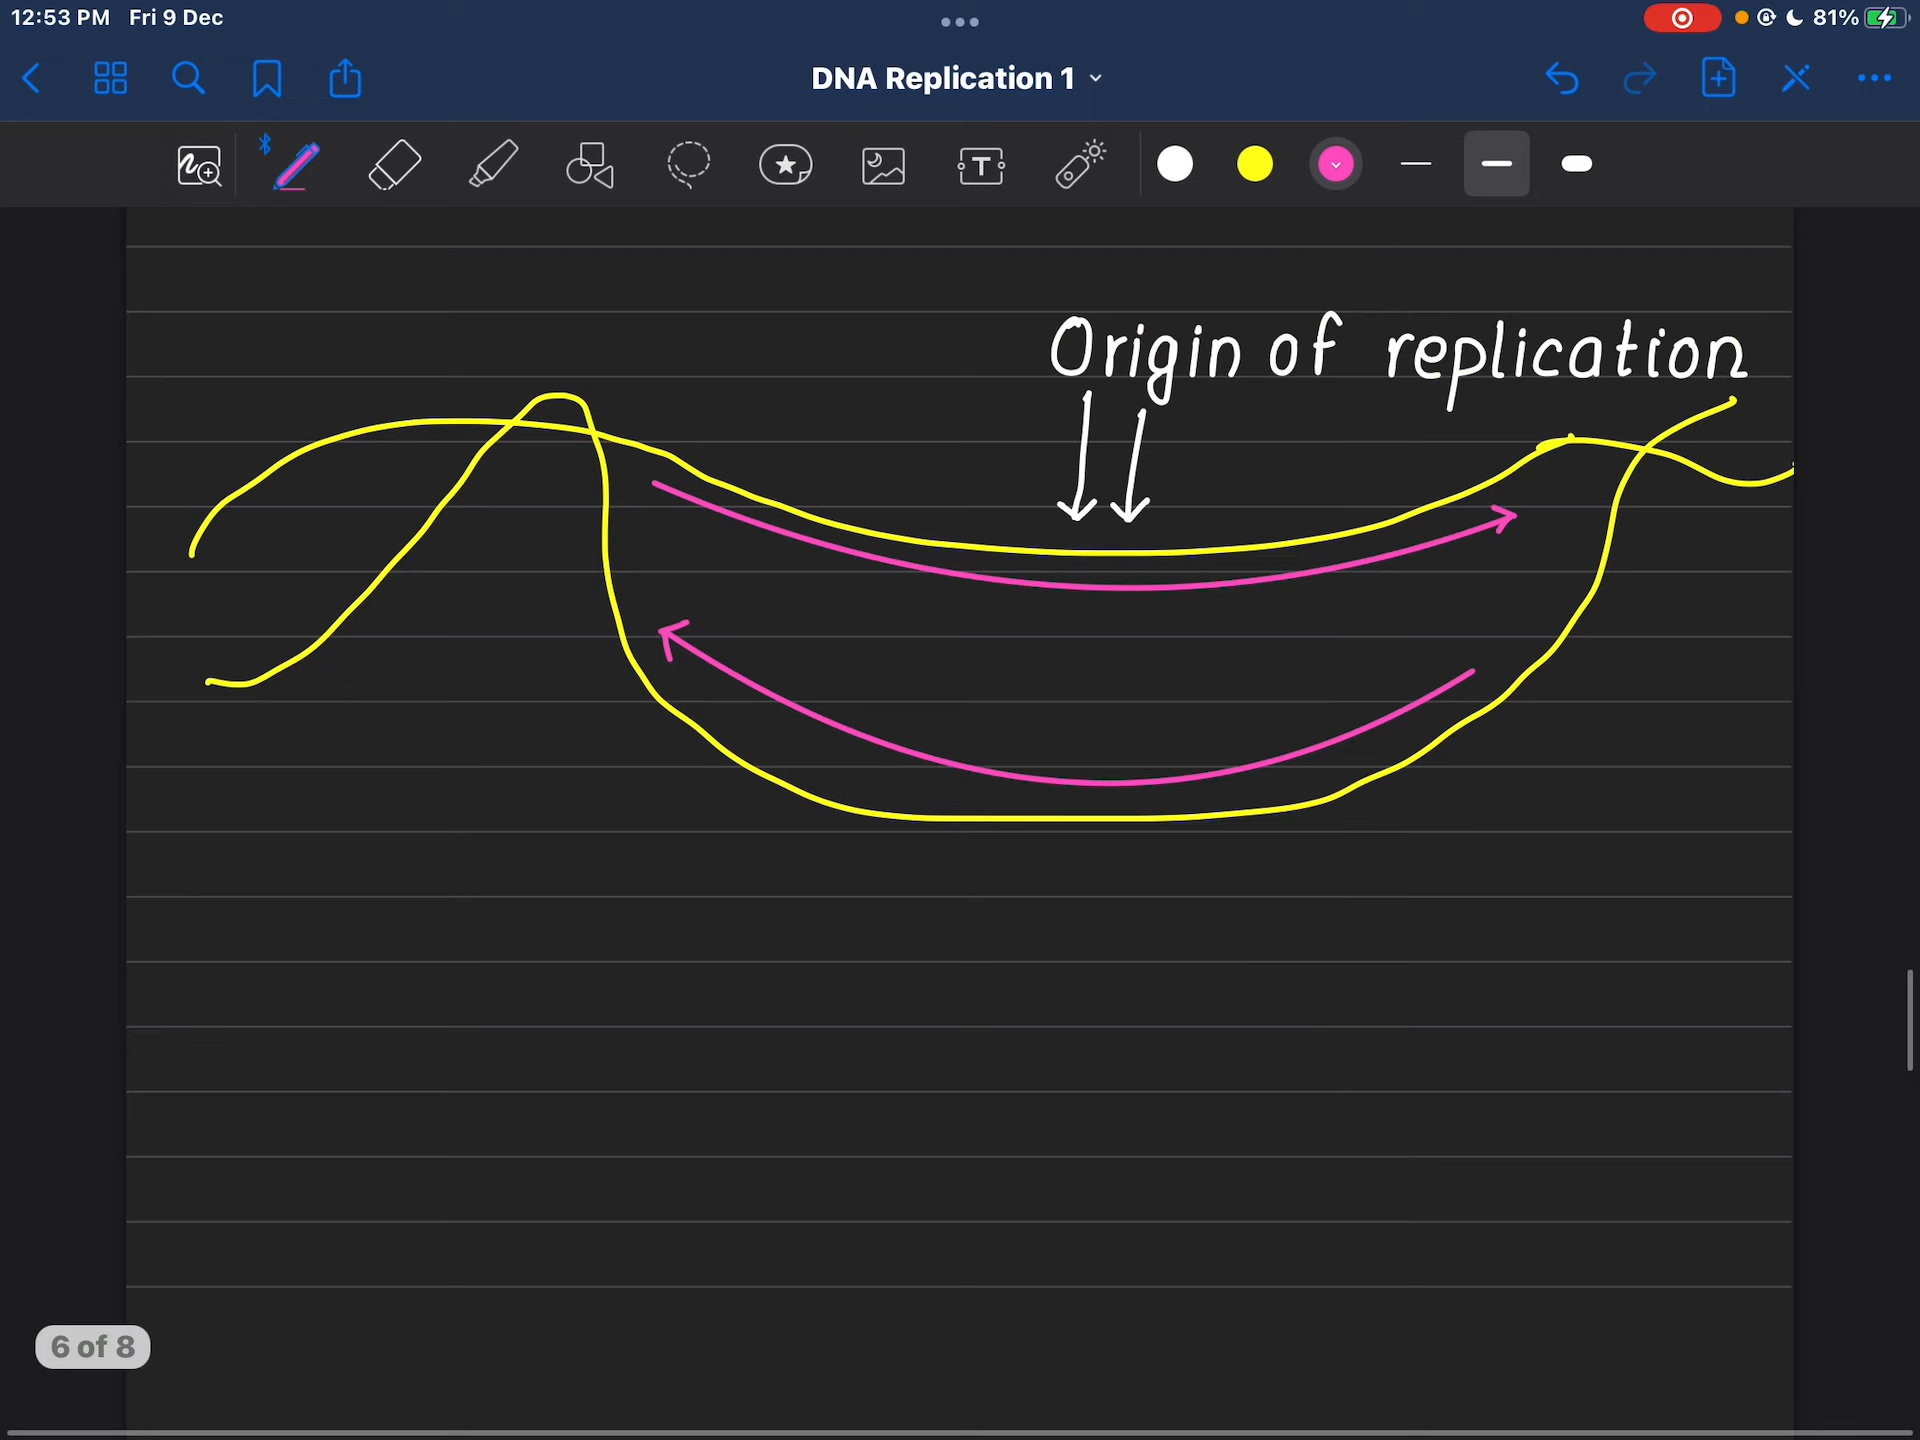 12:53 PM Fri 9 Dec
81%
DNA Replication 1
T
Origin of replication
6 of 8